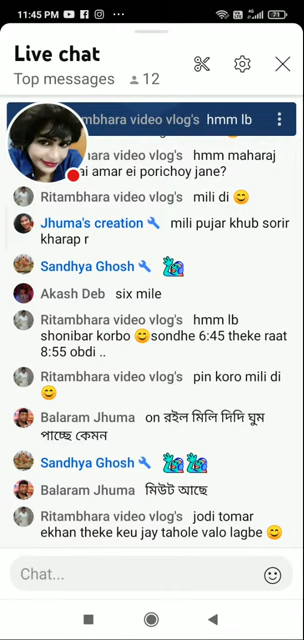 11:45 PM
73
Live chat
Top messages 12
mbhara video vlog's hmm lb
hara video vlog's hmm maharaj
ai amar ei porichoy jane?
Ritambhara video vlog's mili di
Jhuma's creation mili pujar khub sorir
kharap r
Sandhya Ghosh
Akash Deb six mile
Ritambhara video vlog's hmm lb
shonibar korbo sondhe 6:45 theke raat
8:55 obdi ..
Ritambhara video vlog's pin koro mili di
Balaram Jhuma on রইল মিলি দিদি ঘুম
পাচ্ছে কেমন
Sandhya Ghosh
Balaram Jhuma মিউট আছে
Ritambhara video vlog's jodi tomar
ekhan theke keu jay tahole valo lagbe
Chat...